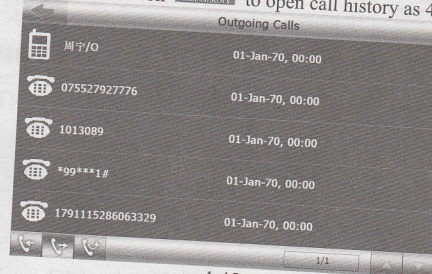 to open call history as 4
Outgoing Calls
周宁/O
01-Jan-70, 00:00
075527927776
01-Jan-70, 00:00
1013089
01-Jan-70, 00:00
*99***1#
01-Jan-70, 00:00
1791115286063329
01-Jan-70, 00:00
1/1